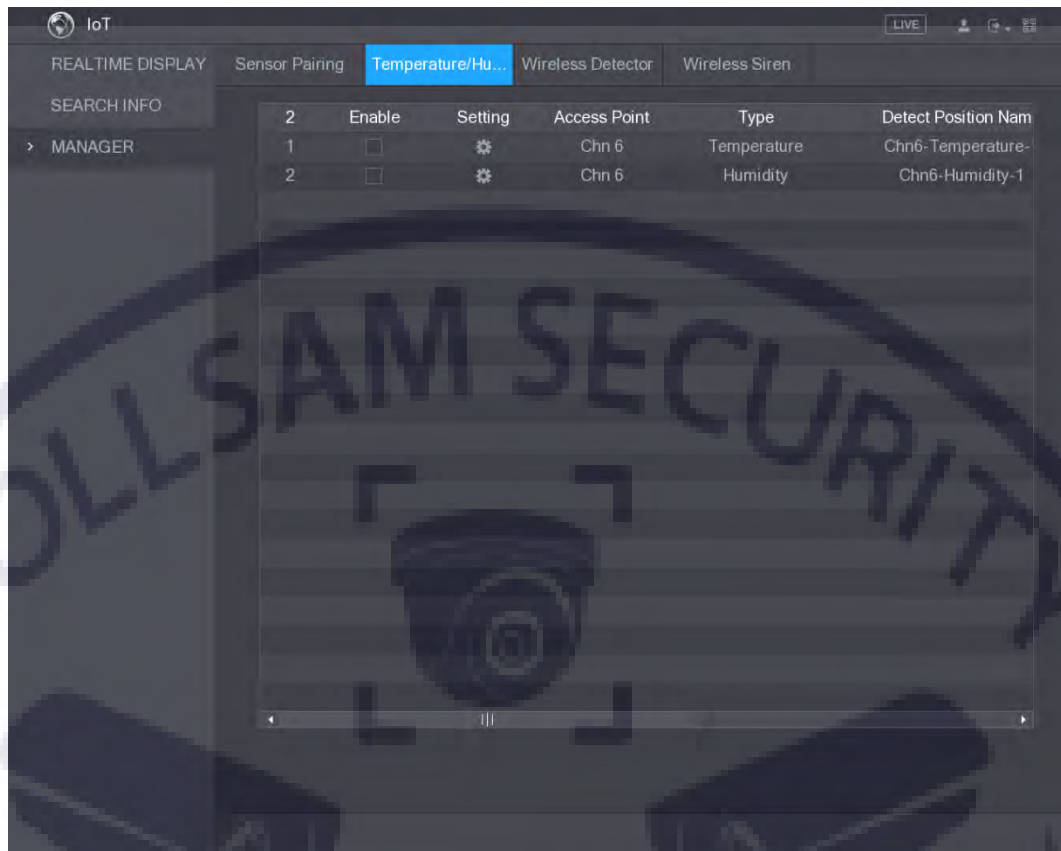 IoT
LIVE
REALTIME DISPLAY
SEARCH INFO
MANAGER
Sensor Pairing Temperature/Hu... Wireless Detector Wireless Siren
2 Enable Setting Access Point Type Detect Position Nam
1 Chn 6 Temperature Chn6-Temperature-
2 Chn 6 Humidity Chn6-Humidity-1
OLLSAM SECURITY